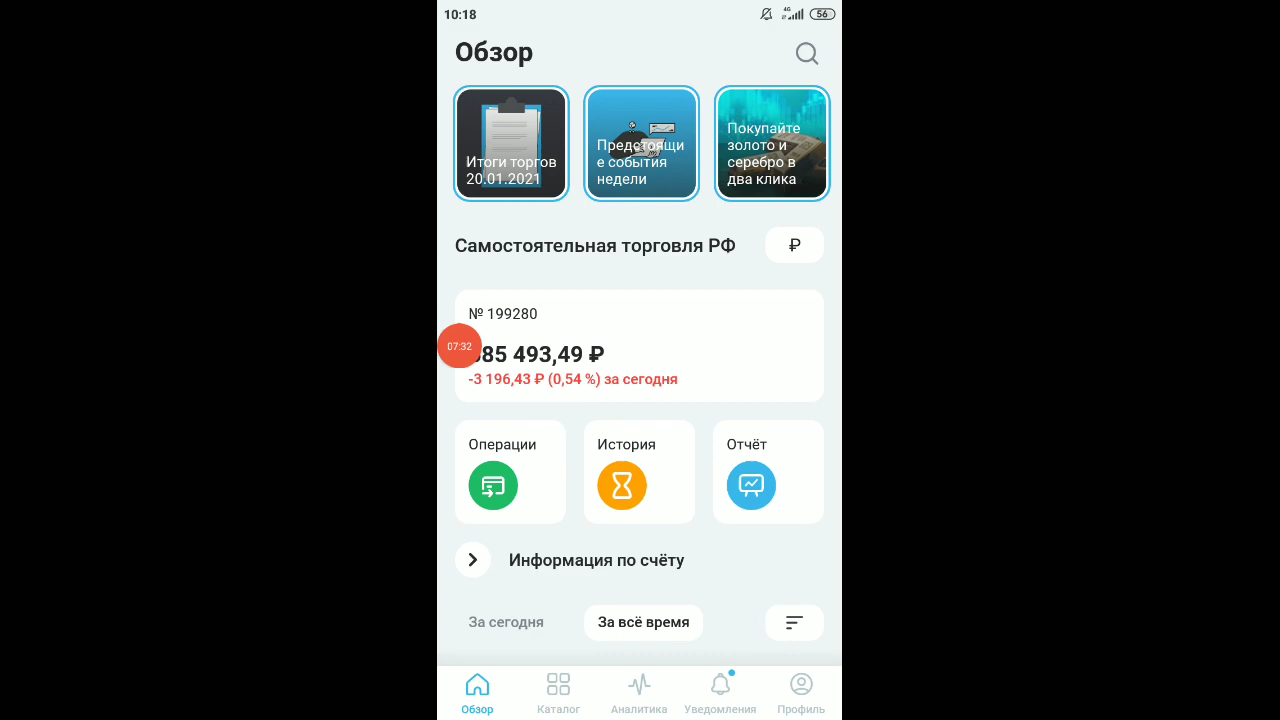 10:18
4G
56
Обзор
Итоги торгов
20.01.2021
Предстоящи
е события
недели
Покупайте
золото и
серебро в
два клика
Самостоятельная торговля РФ
₽
№ 199280
07:32
85 493,49 ₽
-3 196,43 ₽ (0,54 %) за сегодня
Операции
История
Отчёт
Информация по счёту
За сегодня
За всё время
Обзор
Каталог
Аналитика
Уведомления
Профиль